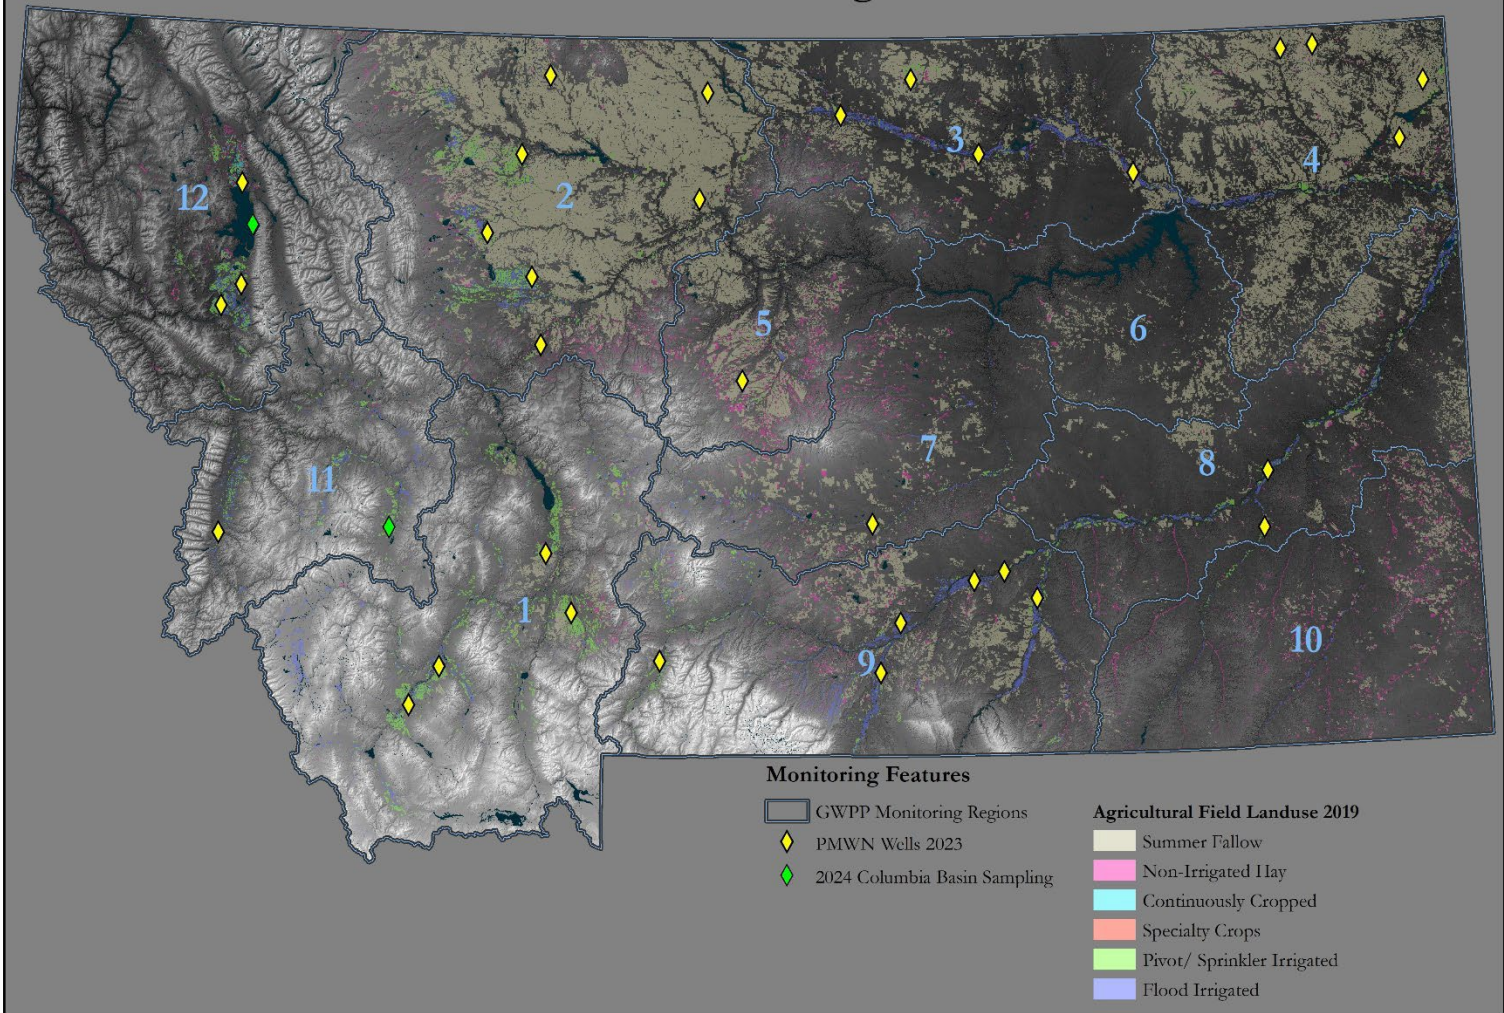 12
2
3
4
5
6
7
8
11
1
9
10
Monitoring Features
GWPP Monitoring Regions
PMWN Wells 2023
2024 Columbia Basin Sampling
Agricultural Field Landuse 2019
Summer Fallow
Non-Irrigated Hay
Continuously Cropped
Specialty Crops
Pivot/ Sprinkler Irrigated
Flood Irrigated